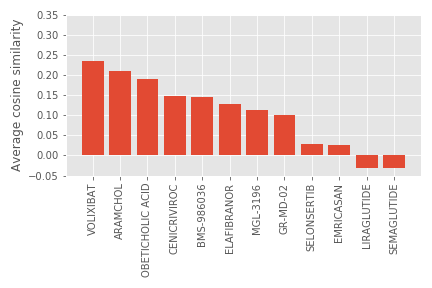 Average cosine similarity
0.35
0.30
0.25
0.20
0.15
0.10
0.05
0.00
−0.05
VOLIXIBAT
ARAMCHOL
OBETICHOLIC ACID
CENICRIVIROC
BMS-986036
ELAFIBRANOR
MGL-3196
GR-MD-02
SELONSERTIB
EMRICASAN
LIRAGLUTIDE
SEMAGLUTIDE